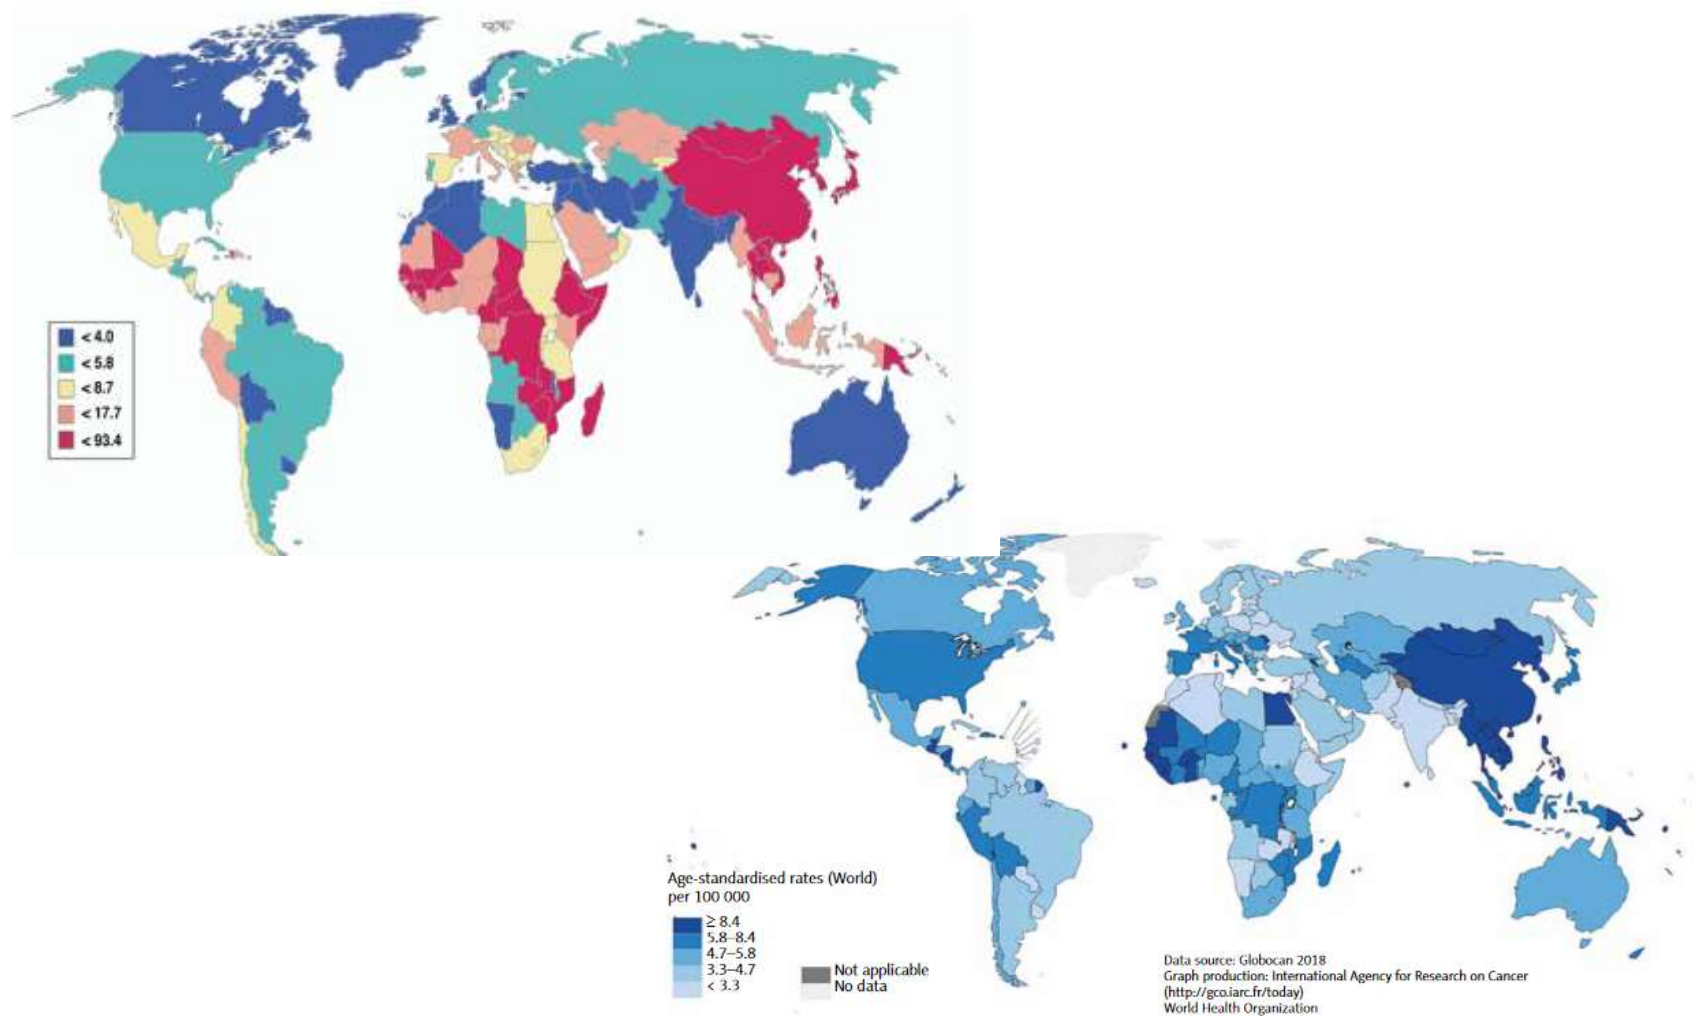 < 4.0
< 5.8
< 8.7
< 17.7
< 93.4
Age-standardised rates (World)
per 100 000
≥ 8.4
5.8–8.4
4.7–5.8
3.3–4.7
< 3.3
Not applicable
No data
Data source: Globocan 2018
Graph production: International Agency for Research on Cancer
(http://gco.iarc.fr/today)
World Health Organization